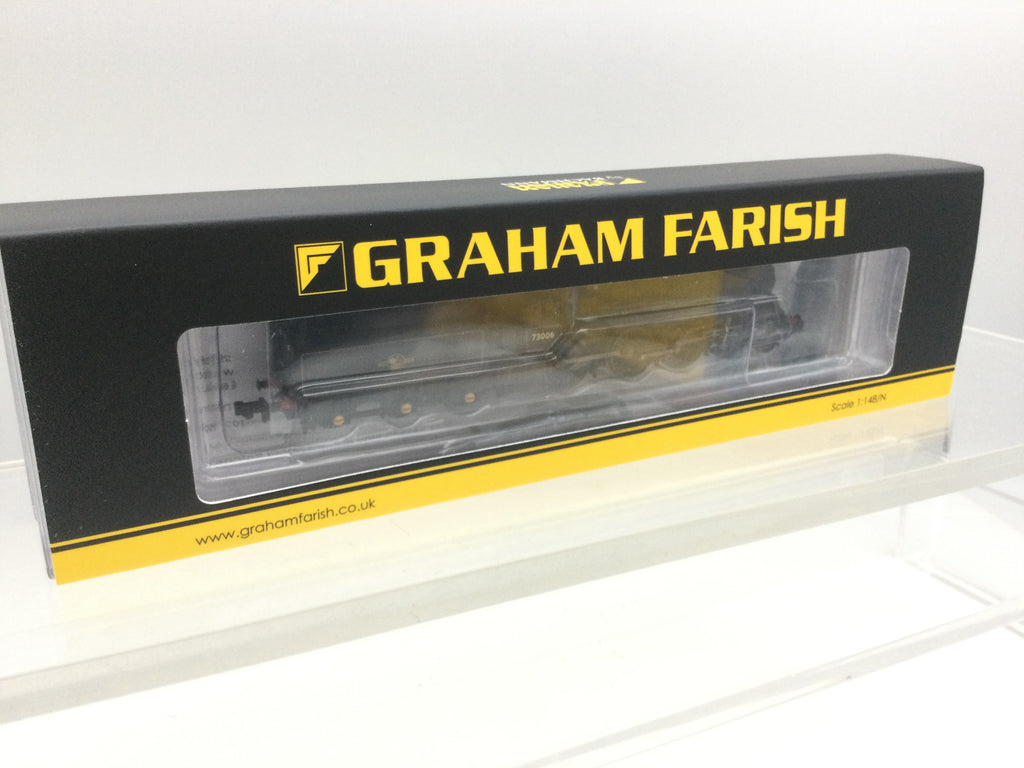 GRAHAM FARISH
73006
Scale 1:148/N
www.grahamfarish.co.uk